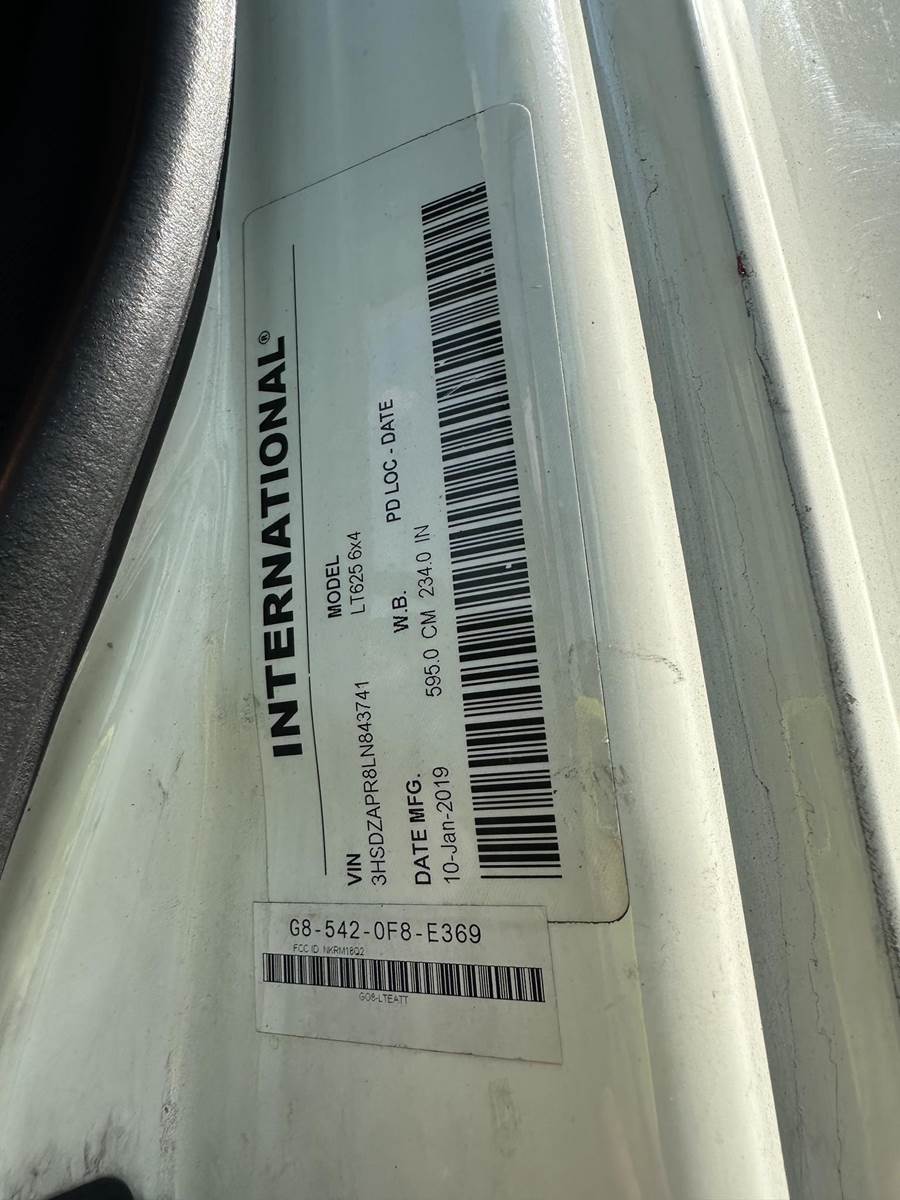 INTERNATIONAL®
VIN MODEL
3HSDZAPR8LN843741 LT625 6x4
DATE MFG. W.B. PD LOC - DATE
10-Jan-2019 595.0 CM 234.0 IN
G8-542-0F8-E369
FCC ID NKRM18Q2
GO6-LTEATT